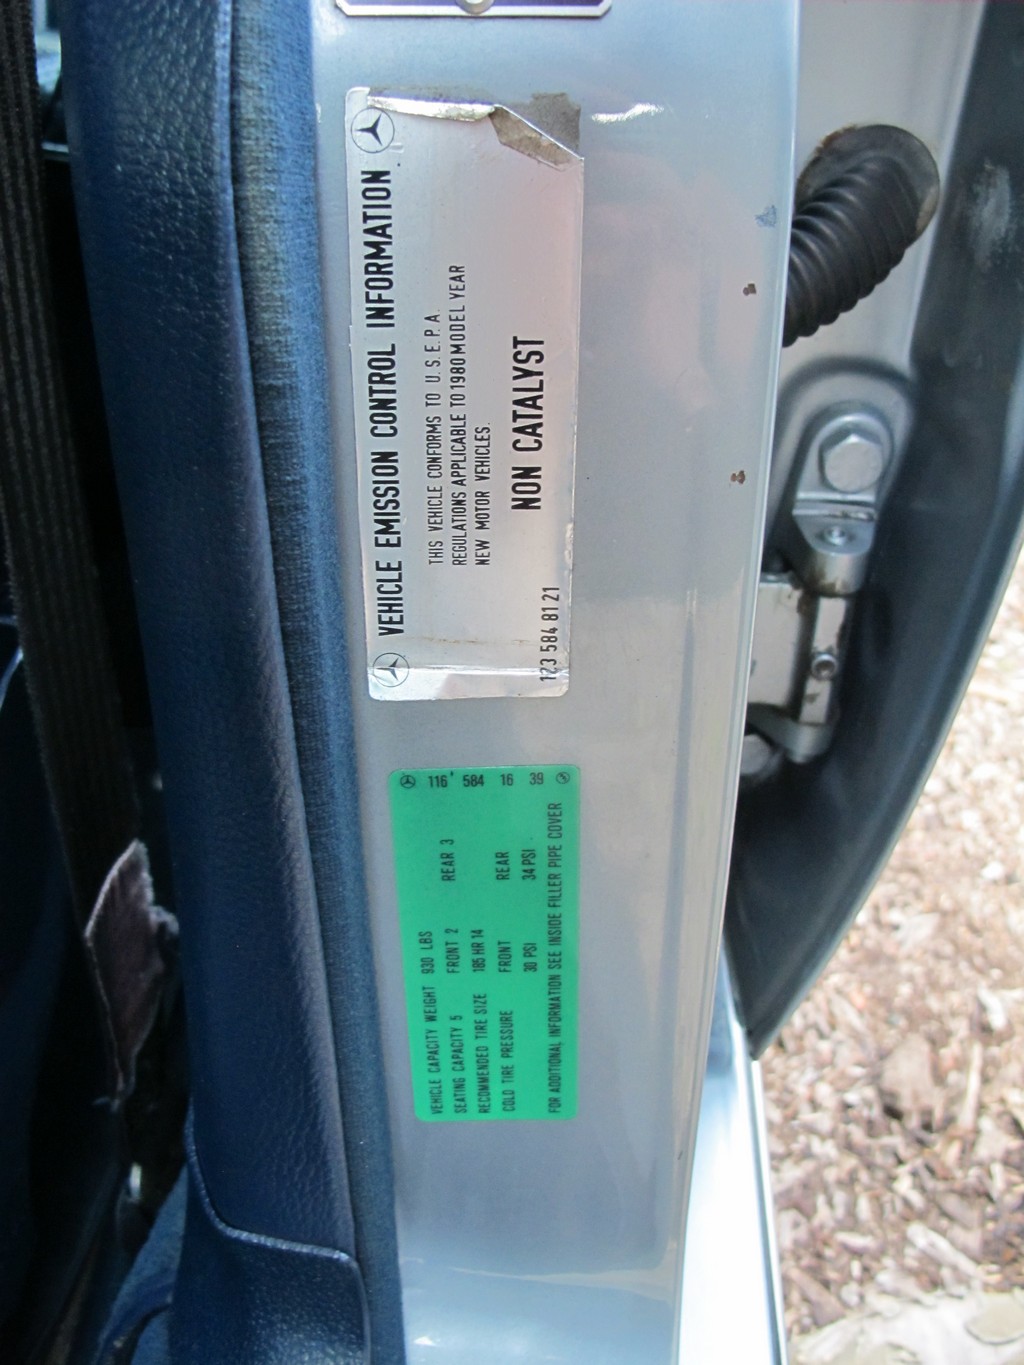 VEHICLE EMISSION CONTROL INFORMATION
THIS VEHICLE CONFORMS TO U. S. E. P. A.
REGULATIONS APPLICABLE TO 1980 MODEL YEAR
NEW MOTOR VEHICLES.
NON CATALYST
123 584 81 21
116 584 16 39
VEHICLE CAPACITY WEIGHT 930 LBS
SEATING CAPACITY 5 FRONT 2 REAR 3
RECOMMENDED TIRE SIZE 185 HR 14
COLD TIRE PRESSURE FRONT REAR
30 PSI 34 PSI
FOR ADDITIONAL INFORMATION SEE INSIDE FILLER PIPE COVER